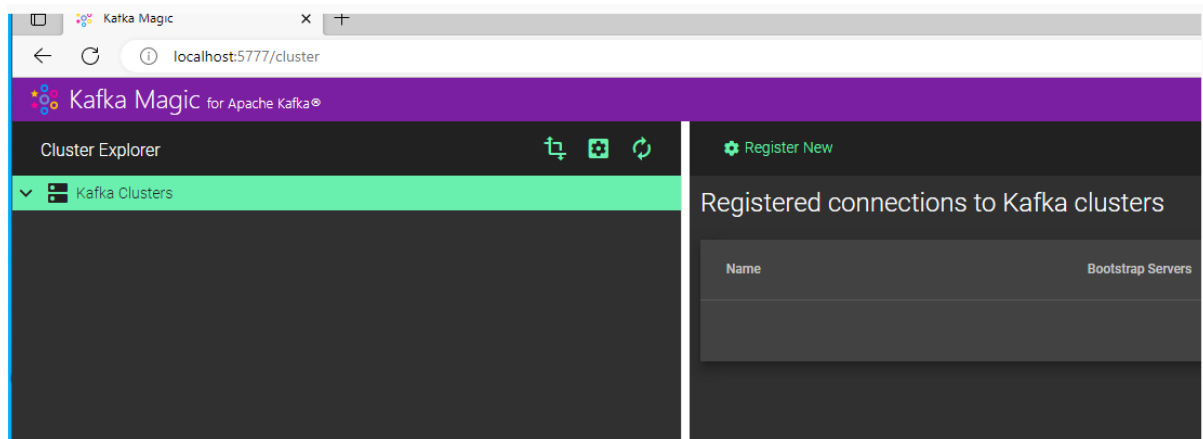 Kafka Magic
localhost:5777/cluster
Kafka Magic for Apache Kafka®
Cluster Explorer
Register New
Kafka Clusters
Registered connections to Kafka clusters
Name
Bootstrap Servers